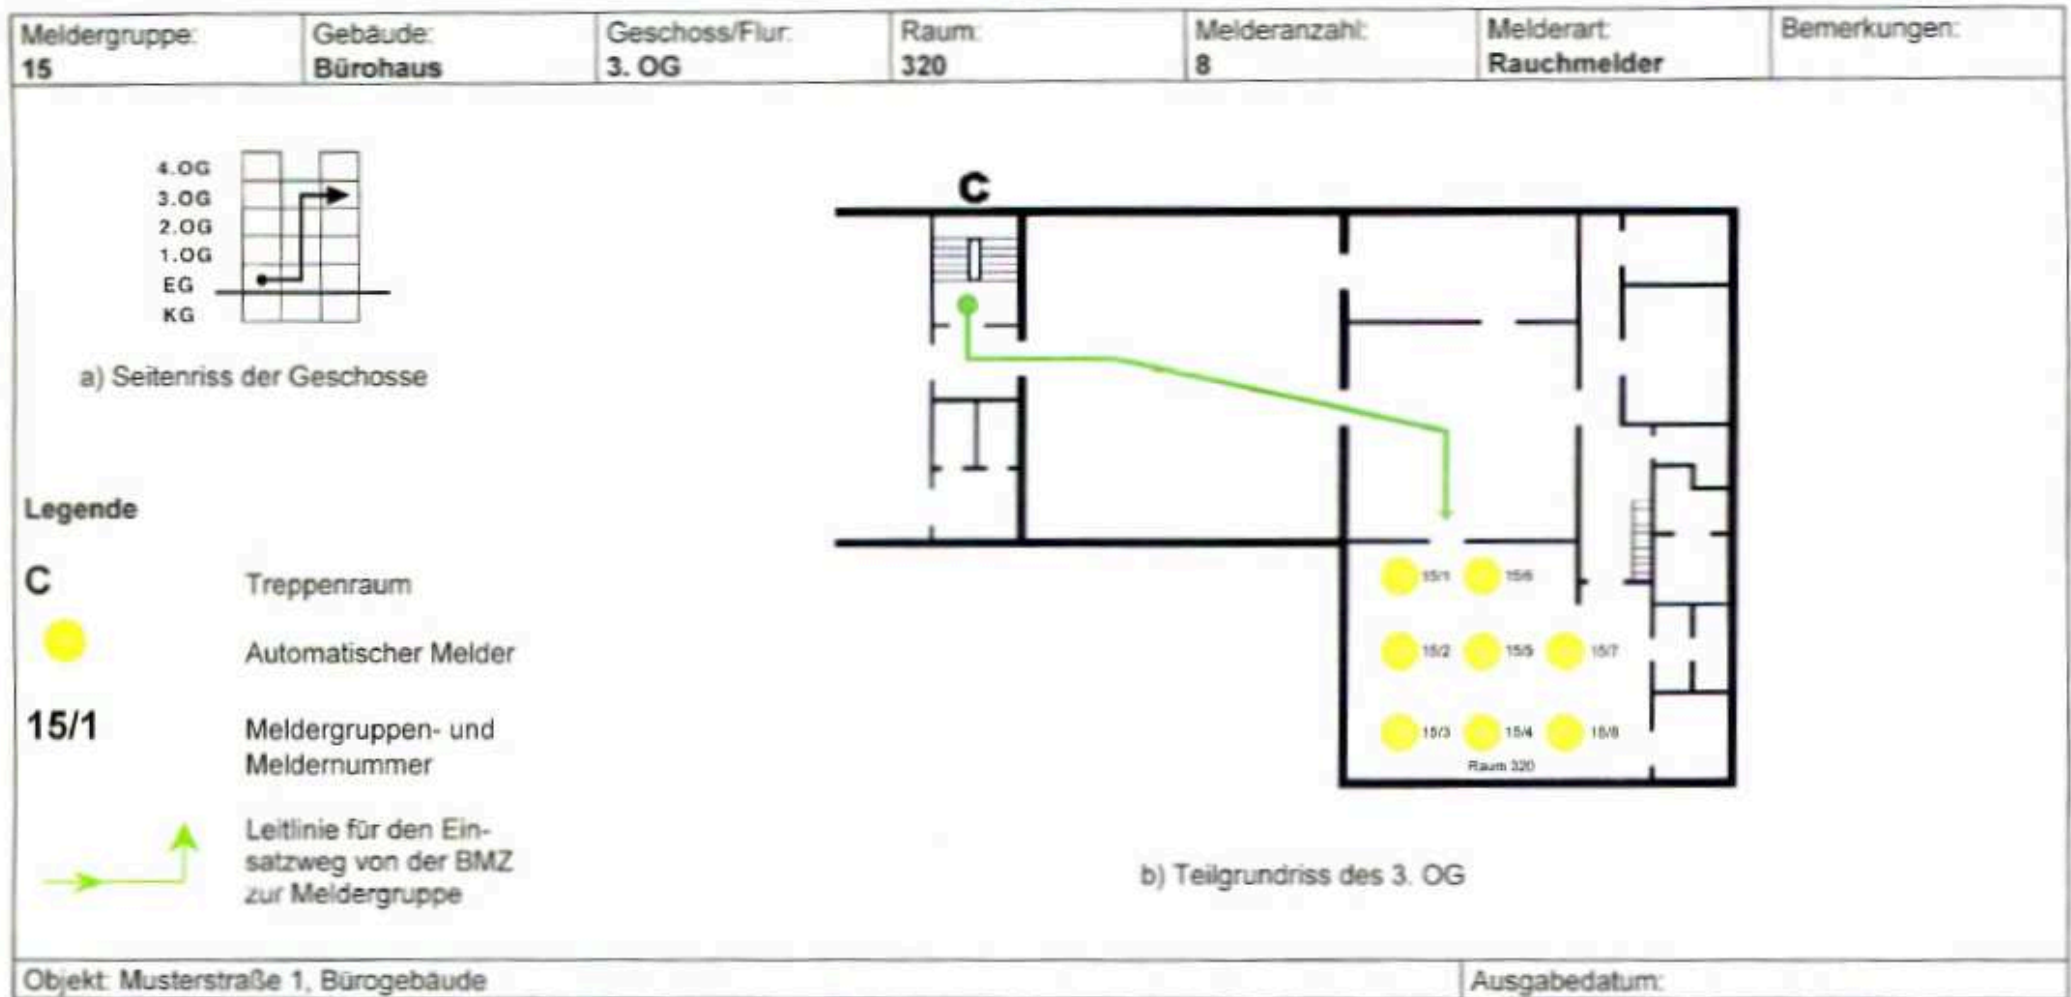 Meldergruppe:
15
Gebäude:
Bürohaus
Geschoss/Flur:
3. OG
Raum:
320
Melderanzahl:
8
Melderart:
Rauchmelder
Bemerkungen:
4.OG
3.OG
2.OG
1.OG
EG
KG
a) Seitenriss der Geschosse
C
15/1 15/6
15/2 15/5 15/7
15/3 15/4 15/8
Raum 320
b) Teilgrundriss des 3. OG
Legende
C Treppenraum
Automatischer Melder
15/1 Meldergruppen- und
Meldernummer
Leitlinie für den Ein-
satzweg von der BMZ
zur Meldergruppe
Objekt: Musterstraße 1, Bürogebäude
Ausgabedatum: